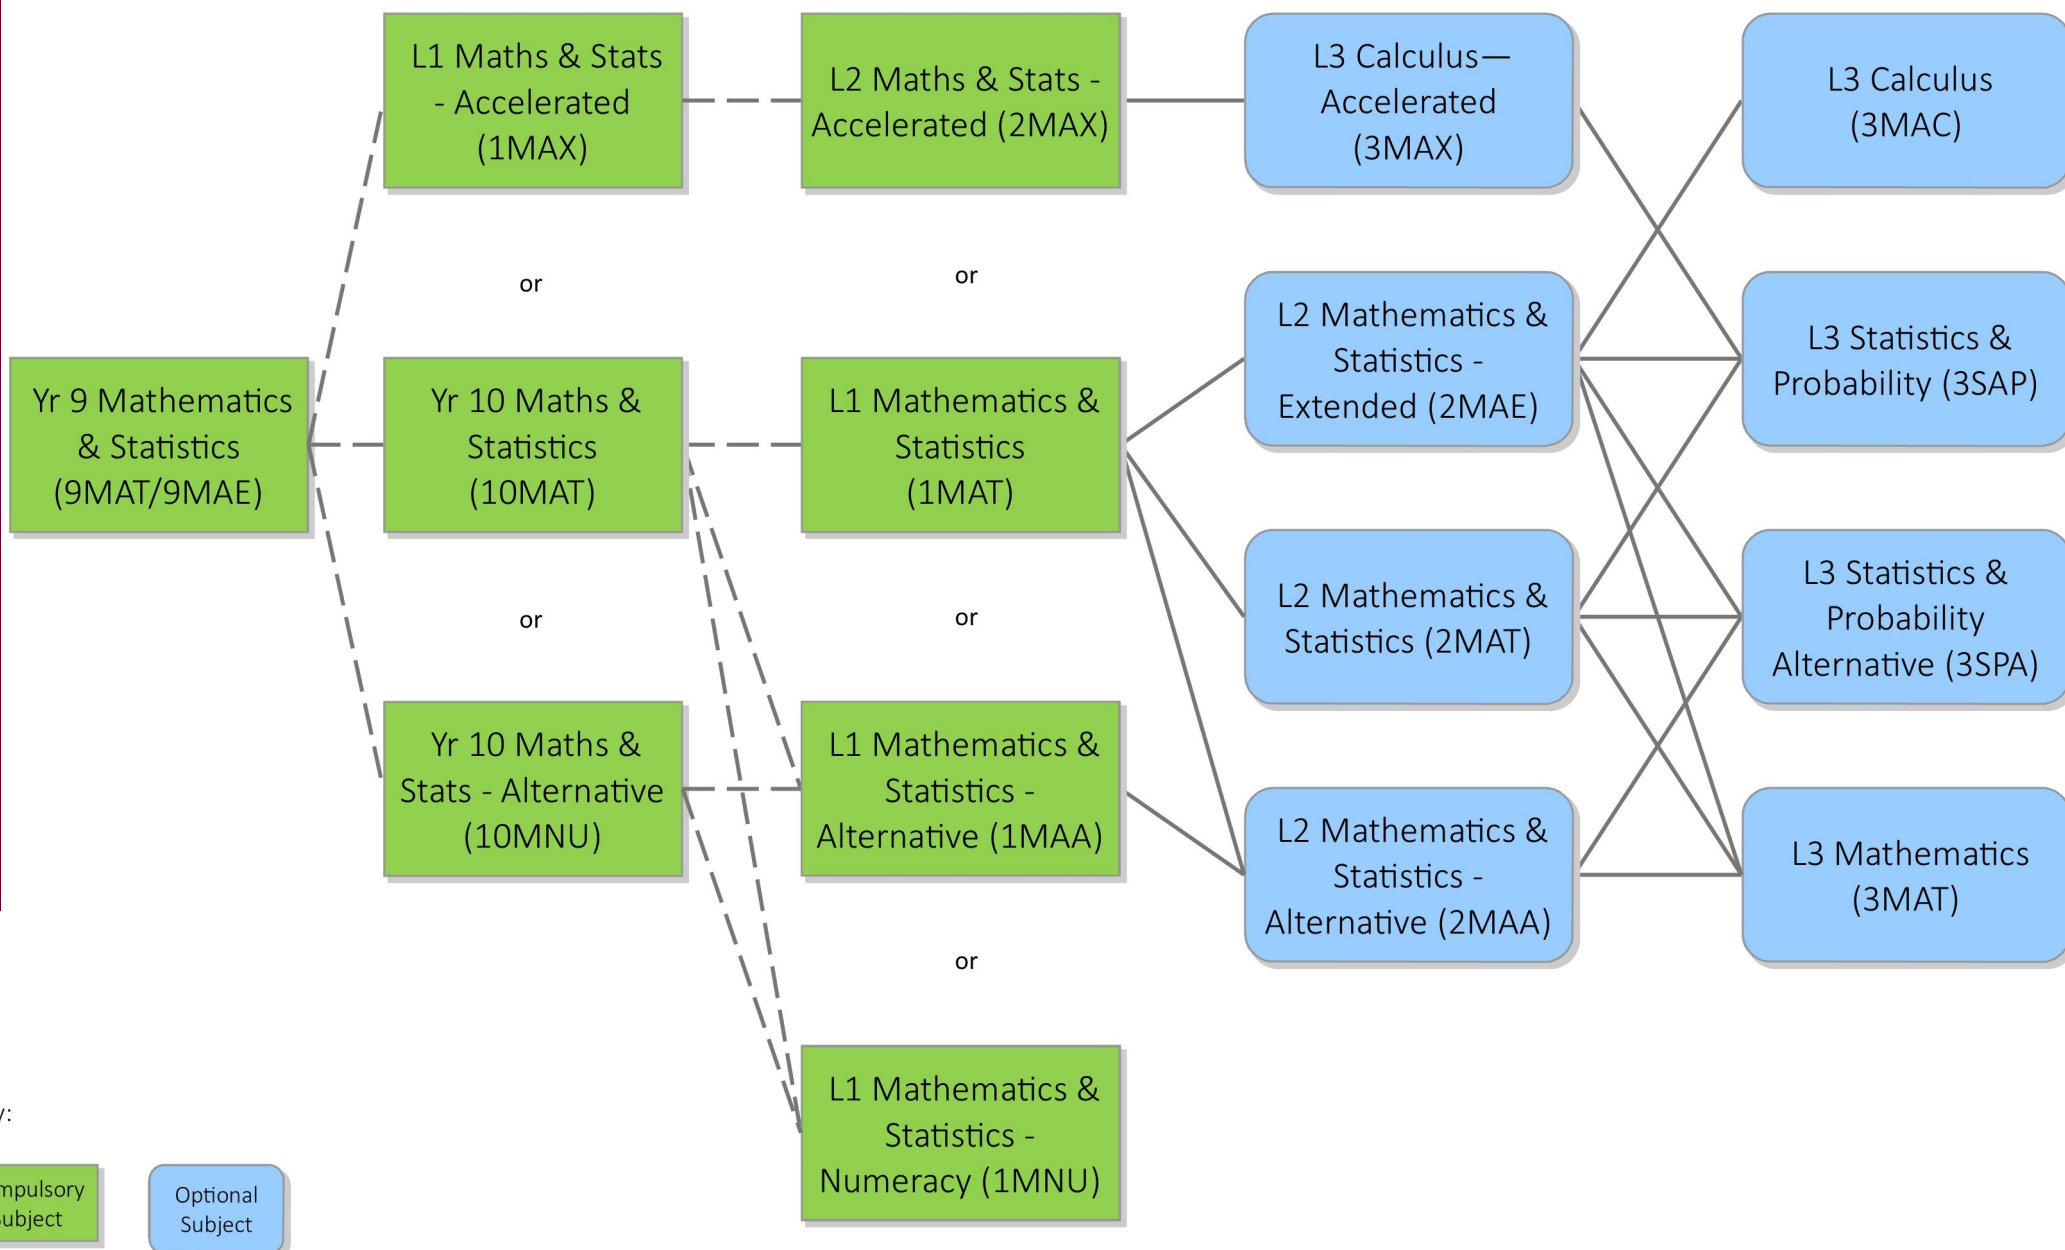 L1 Maths & Stats
- Accelerated
(1MAX)
L2 Maths & Stats -
Accelerated (2MAX)
L3 Calculus—
Accelerated
(3MAX)
L3 Calculus
(3MAC)
or
or
Yr 9 Mathematics
& Statistics
(9MAT/9MAE)
Yr 10 Maths &
Statistics
(10MAT)
L1 Mathematics &
Statistics
(1MAT)
L2 Mathematics &
Statistics -
Extended (2MAE)
L3 Statistics &
Probability (3SAP)
or
or
L2 Mathematics &
Statistics (2MAT)
L3 Statistics &
Probability
Alternative (3SPA)
Yr 10 Maths &
Stats - Alternative
(10MNU)
L1 Mathematics &
Statistics -
Alternative (1MAA)
L2 Mathematics &
Statistics -
Alternative (2MAA)
L3 Mathematics
(3MAT)
or
L1 Mathematics &
Statistics -
Numeracy (1MNU)
y:
mpulsory
ubject
Optional
Subject